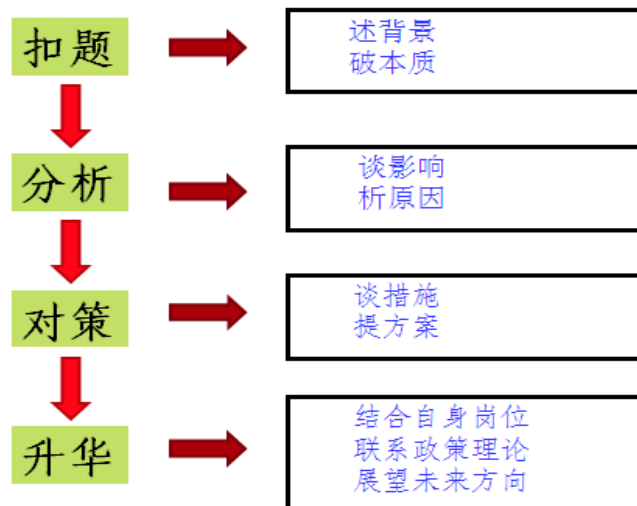 扣题
述背景
破本质
分析
谈影响
析原因
对策
谈措施
提方案
升华
结合自身岗位
联系政策理论
展望未来方向